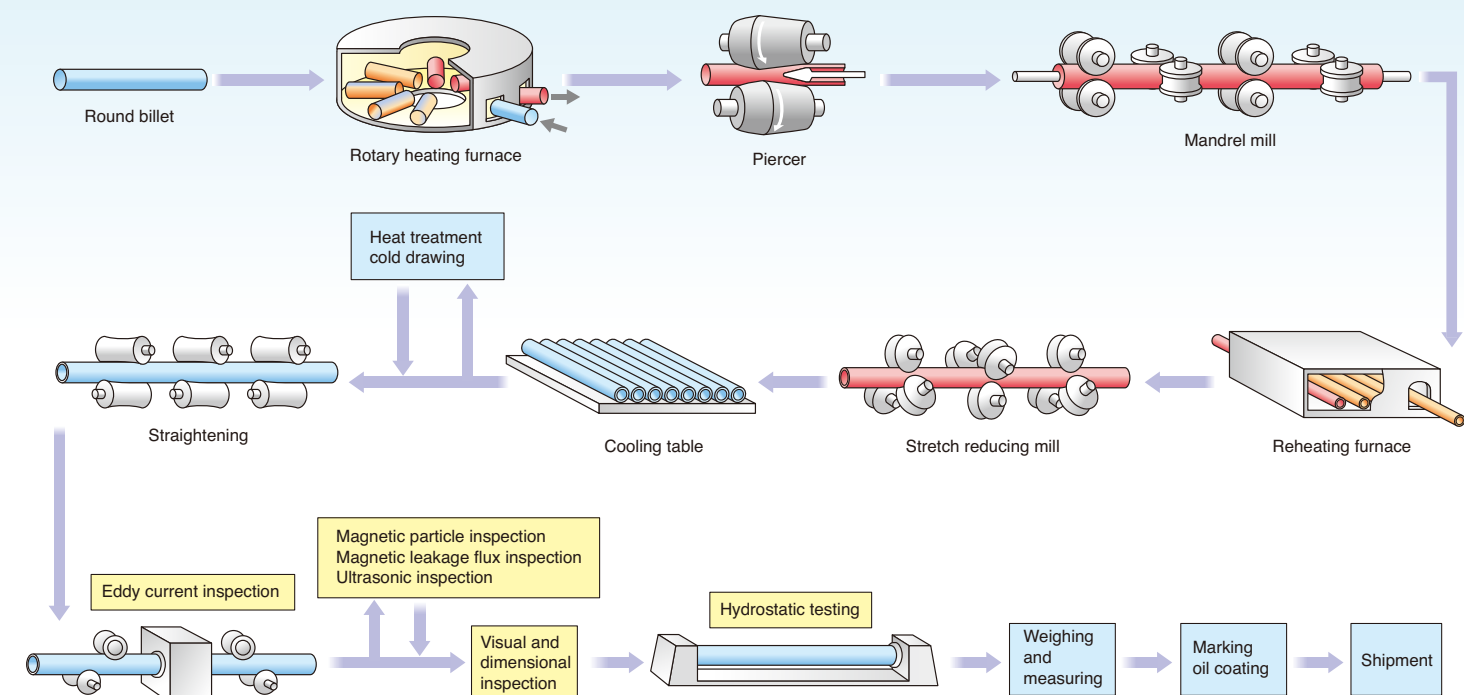 Round billet
Rotary heating furnace
Piercer
Mandrel mill
Heat treatment
cold drawing
Straightening
Cooling table
Stretch reducing mill
Reheating furnace
Magnetic particle inspection
Magnetic leakage flux inspection
Ultrasonic inspection
Eddy current inspection
Visual and
dimensional
inspection
Hydrostatic testing
Weighing
and
measuring
Marking
oil coating
Shipment